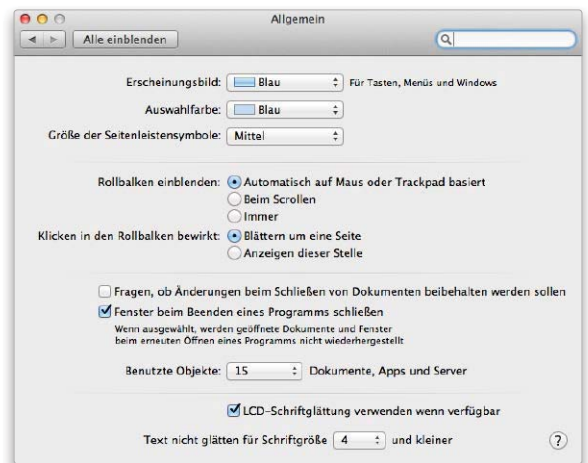 Allgemein
Alle einblenden
Erscheinungsbild: Blau Für Tasten, Menüs und Windows
Auswahlfarbe: Blau
Größe der Seitenleistensymbole: Mittel
Rollbalken einblenden: Automatisch auf Maus oder Trackpad basiert
Beim Scrollen
Immer
Klicken in den Rollbalken bewirkt: Blättern um eine Seite
Anzeigen dieser Stelle
Fragen, ob Änderungen beim Schließen von Dokumenten beibehalten werden sollen
Fenster beim Beenden eines Programms schließen
Wenn ausgewählt, werden geöffnete Dokumente und Fenster
beim erneuten Öffnen eines Programms nicht wiederhergestellt
Benutzte Objekte: 15 Dokumente, Apps und Server
LCD-Schriftglättung verwenden wenn verfügbar
Text nicht glätten für Schriftgröße 4 und kleiner ?